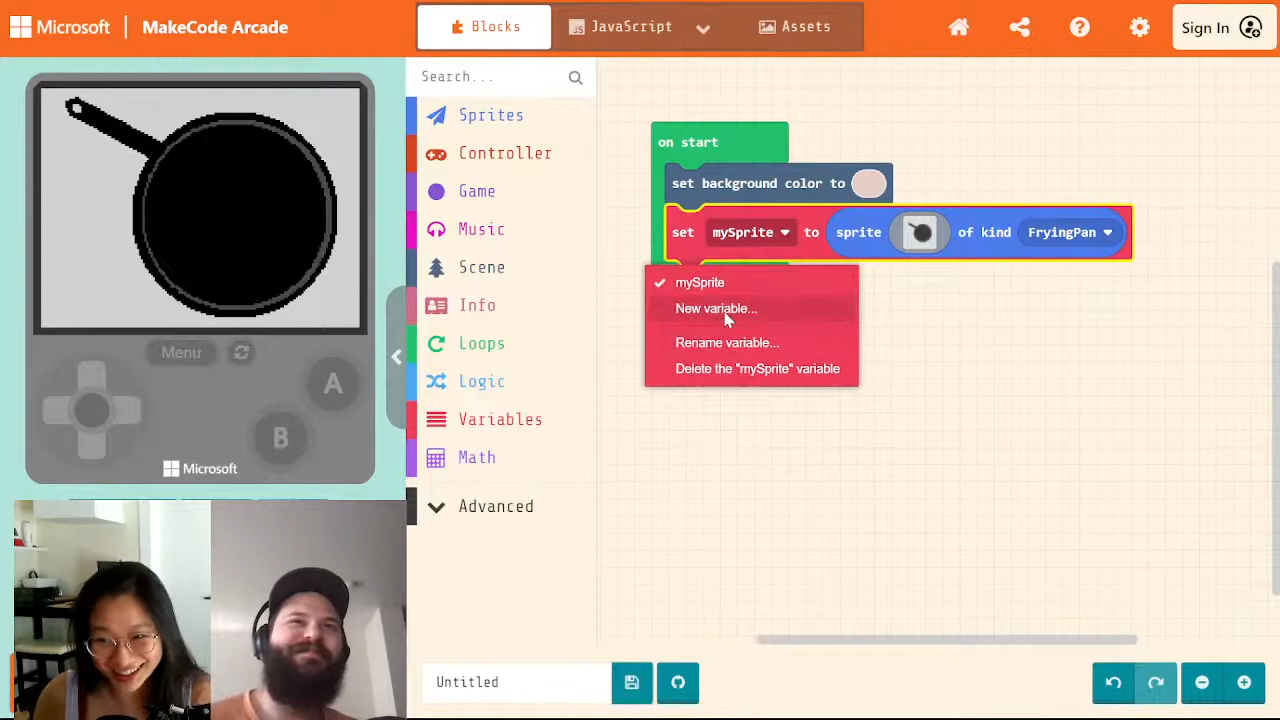 Microsoft | MakeCode Arcade
Blocks
JavaScript
Assets
Sign In
Search...
Sprites
Controller
Game
Music
Scene
Info
Loops
Logic
Variables
Math
Advanced
on start
set background color to
set mySprite to sprite of kind FryingPan
mySprite
New variable...
Rename variable...
Delete the "mySprite" variable
Menu
A
B
Microsoft
Untitled